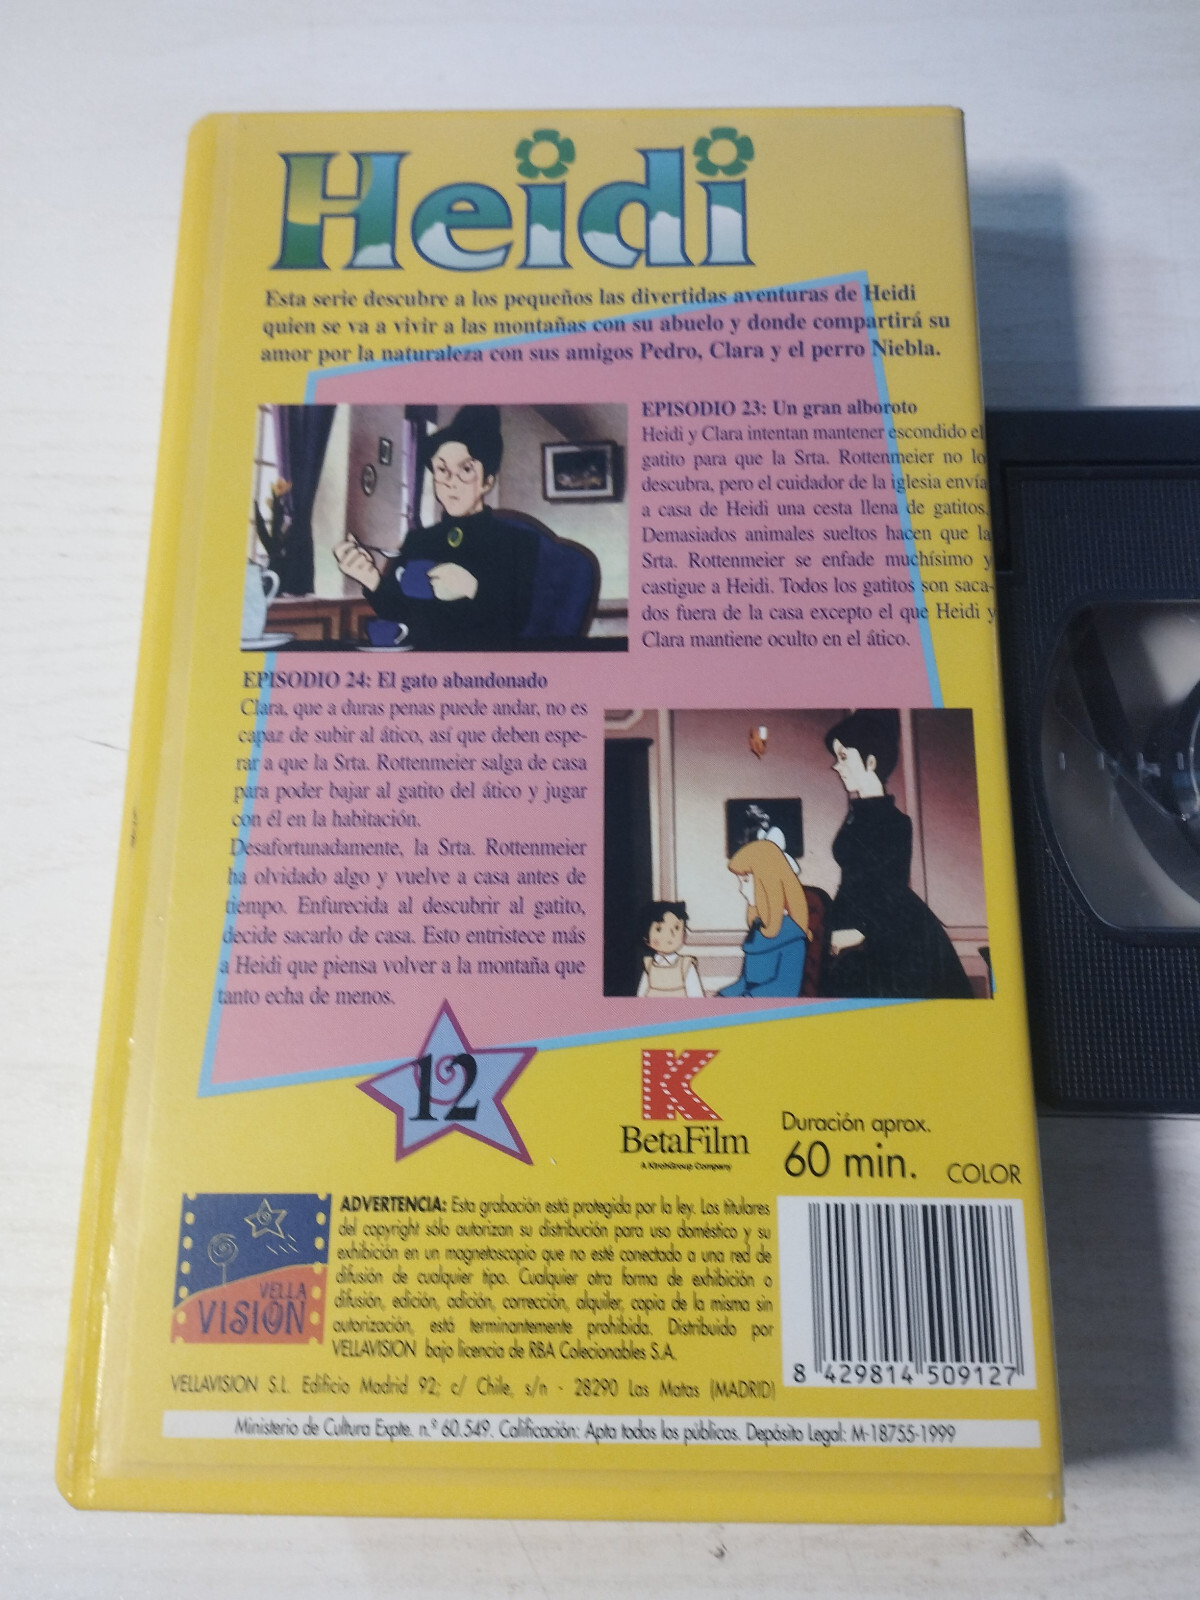 Heidi
Esta serie descubre a los pequeños las divertidas aventuras de Heidi
quien se va a vivir a las montañas con su abuelo y donde compartirá su
amor por la naturaleza con sus amigos Pedro, Clara y el perro Niebla.
EPISODIO 23: Un gran alboroto
Heidi y Clara intentan mantener escondido el
gatito para que la Srta. Rottenmeier no lo
descubra, pero el cuidador de la iglesia envía
a casa de Heidi una cesta llena de gatitos.
Demasiados animales sueltos hacen que la
Srta. Rottenmeier se enfade muchísimo y
castigue a Heidi. Todos los gatitos son saca-
dos fuera de la casa excepto el que Heidi y
Clara mantiene oculto en el ático.
EPISODIO 24: El gato abandonado
Clara, que a duras penas puede andar, no es
capaz de subir al ático, así que deben espe-
rar a que la Srta. Rottenmeier salga de casa
para poder bajar al gatito del ático y jugar
con él en la habitación.
Desafortunadamente, la Srta. Rottenmeier
ha olvidado algo y vuelve a casa antes de
tiempo. Enfurecida al descubrir al gatito,
decide sacarlo de casa. Esto entristece más
a Heidi que piensa volver a la montaña que
tanto echa de menos.
12
K
BetaFilm
A KirchGroup Company
Duración aprox.
60 min. COLOR
VELLA
VISIÓN
ADVERTENCIA: Esta grabación está protegida por la ley. Los titulares
del copyright sólo autorizan su distribución para uso doméstico y su
exhibición en un magnetoscopio que no esté conectado a una red de
difusión de cualquier tipo. Cualquier otra forma de exhibición o
difusión, edición, adición, corrección, alquiler, copia de la misma sin
autorización, está terminantemente prohibida. Distribuido por
VELLAVISION bajo licencia de RBA Colecionables S.A.
8 429814 509127
VELLAVISION S.L. Edificio Madrid 92; c/ Chile, s/n - 28290 Las Matas (MADRID)
Ministerio de Cultura Expte. n.º 60.549. Calificación: Apta todos los públicos. Depósito Legal: M-18755-1999